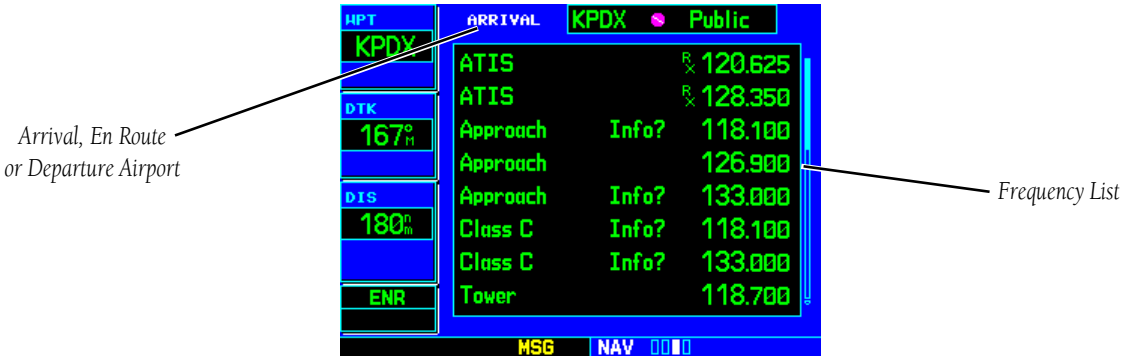 WPT
KPDX
DTK
167°M
DIS
180nm
ENR
ARRIVAL
KPDX Public
ATIS Rx 120.625
ATIS Rx 128.350
Approach Info? 118.100
Approach 126.900
Approach Info? 133.000
Class C Info? 118.100
Class C Info? 133.000
Tower 118.700
MSG NAV
Arrival, En Route
or Departure Airport
Frequency List